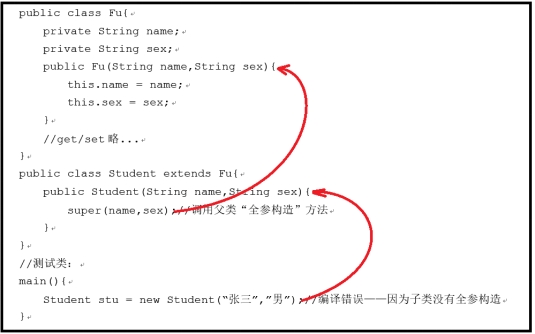 public class Fu{
private String name;
private String sex;
public Fu(String name,String sex){
this.name = name;
this.sex = sex;
}
//get/set 略...
}
public class Student extends Fu{
public Student(String name,String sex){
super(name,sex);//调用父类“全参构造”方法
}
}
//测试类：
main(){
Student stu = new Student(“张三”,”男”);//编译错误——因为子类没有全参构造
}